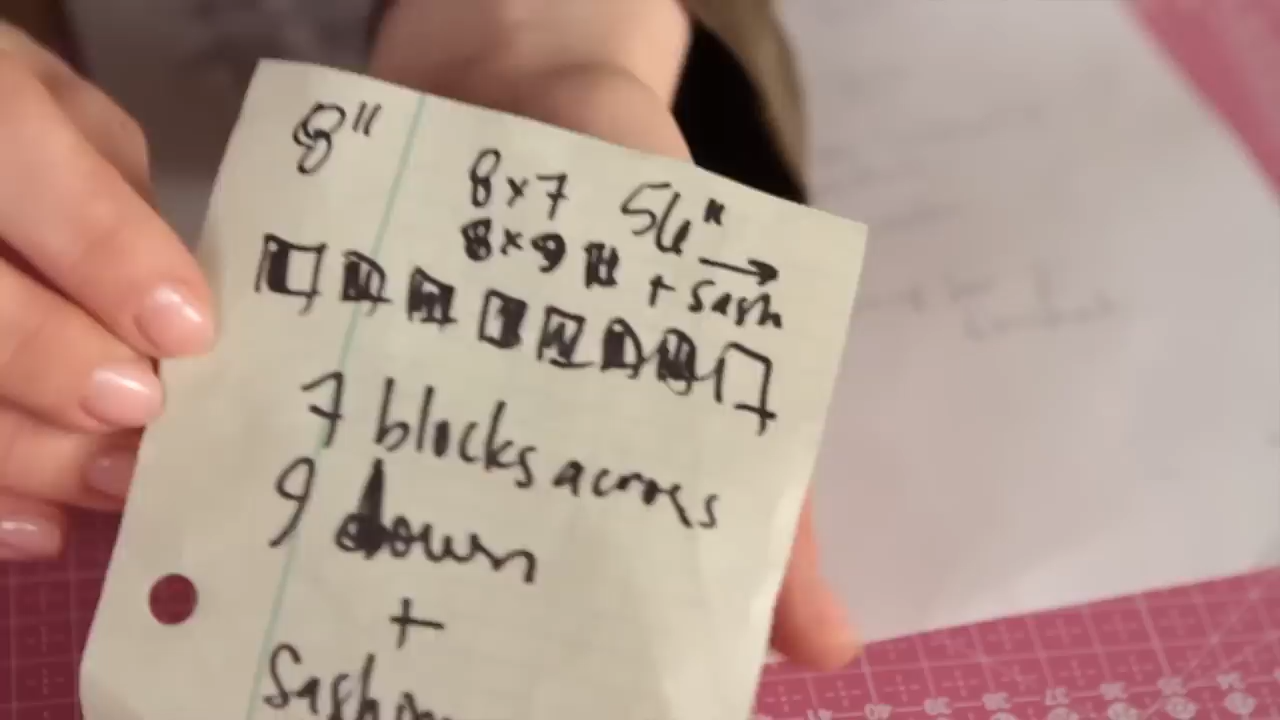 8"
8x7 56"
8x9 + Sash
7 blocks across
9 down
+